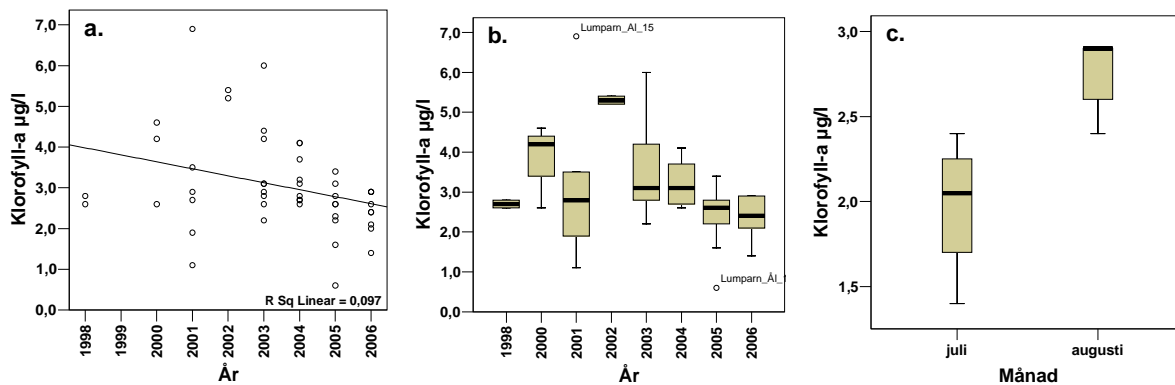 a.
Klorofyll-a µg/l
7,0
6,0
5,0
4,0
3,0
2,0
1,0
0,0
R Sq Linear = 0,097
1998 1999 2000 2001 2002 2003 2004 2005 2006
År
b.
Klorofyll-a µg/l
7,0
6,0
5,0
4,0
3,0
2,0
1,0
0,0
Lumparn_Al_15
Lumparn_Ål_1
1998 2000 2001 2002 2003 2004 2005 2006
År
c.
Klorofyll-a µg/l
3,0
2,5
2,0
1,5
juli augusti
Månad